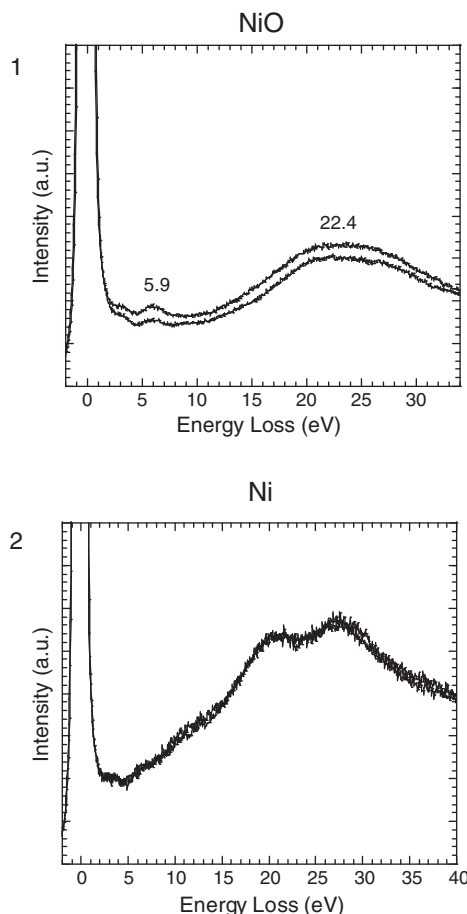 NiO
1
Intensity (a.u.)
22.4
5.9
0 5 10 15 20 25 30
Energy Loss (eV)
Ni
2
Intensity (a.u.)
0 5 10 15 20 25 30 35 40
Energy Loss (eV)